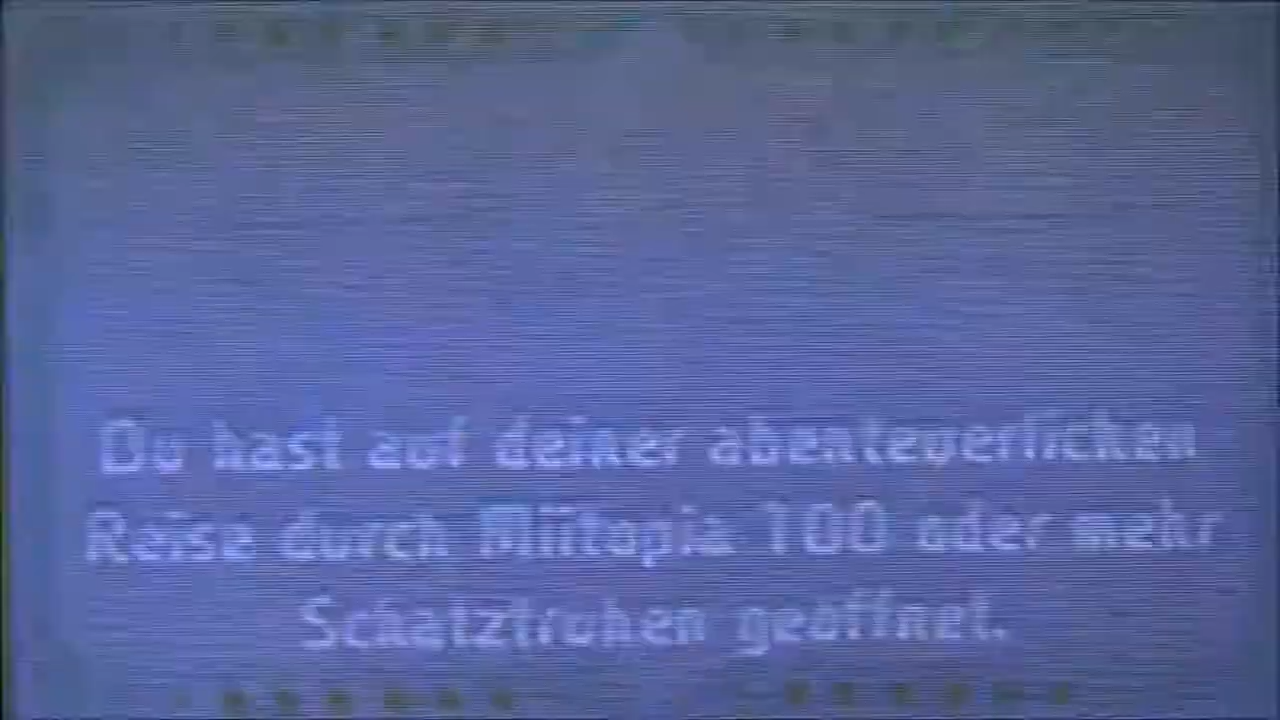 Du hast auf deiner abenteuerlichen
Reise durch Miitopia 100 oder mehr
Schatztruhen geöffnet.